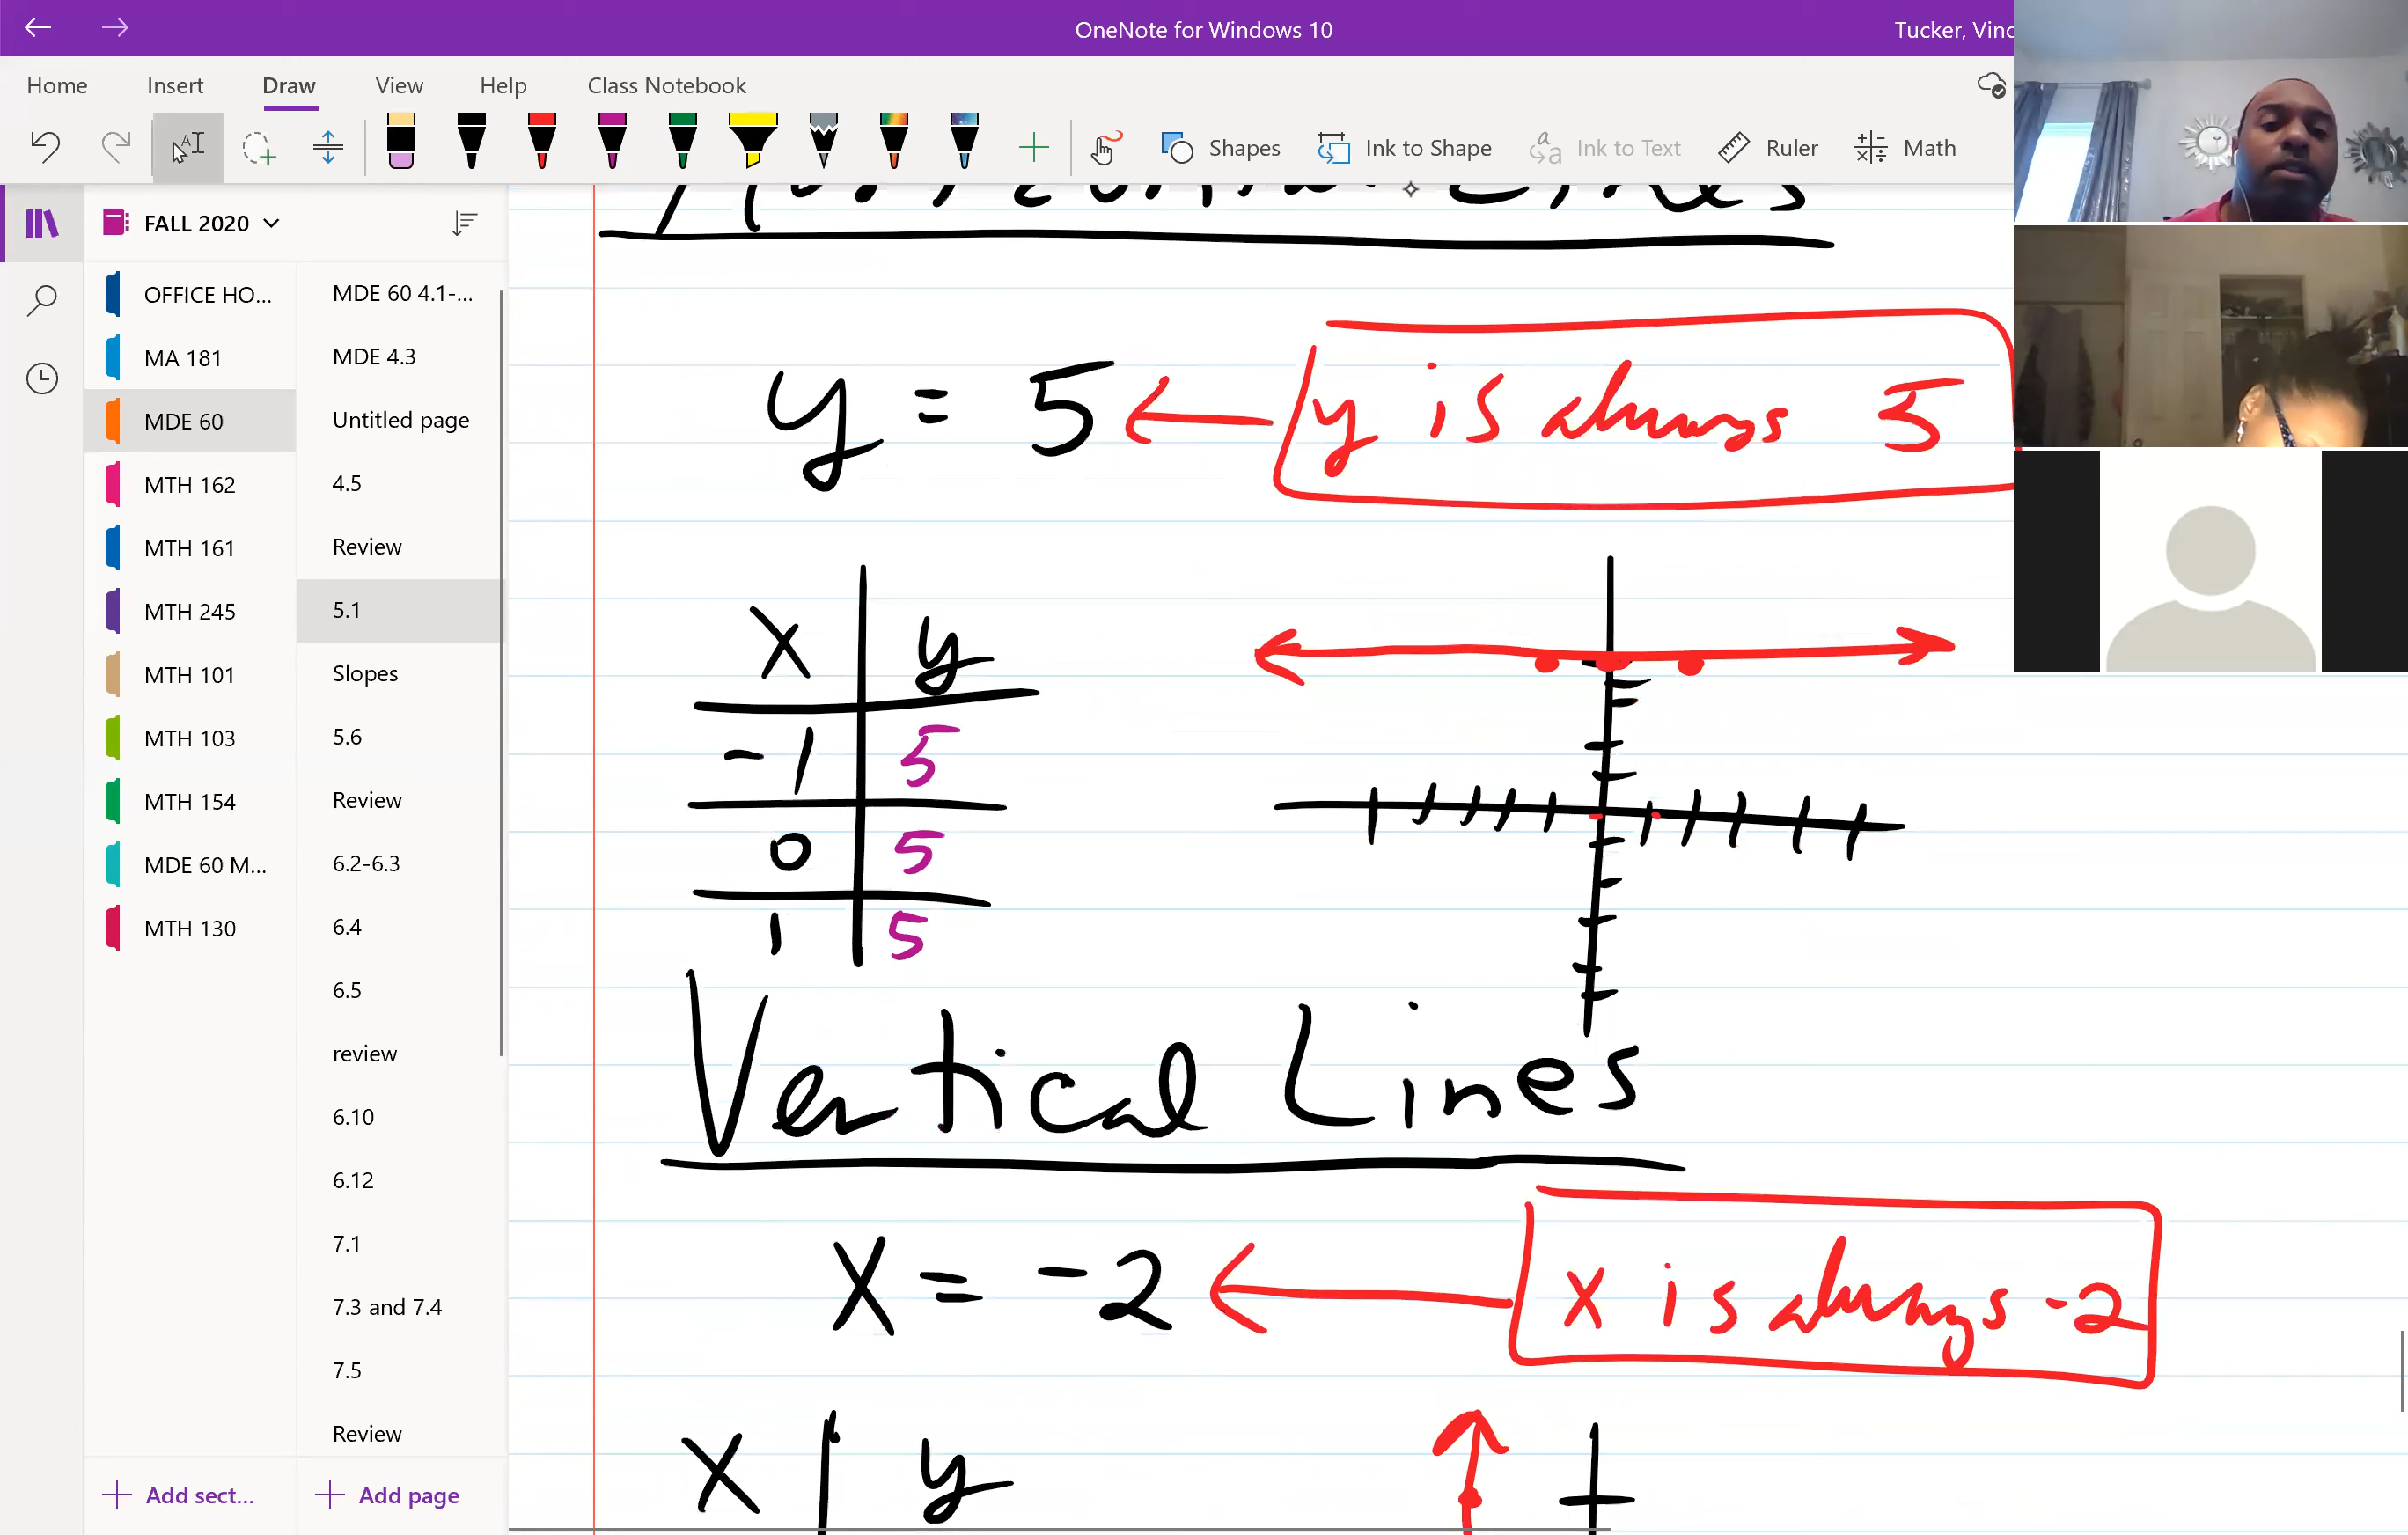 OneNote for Windows 10
Tucker, Vinc
Home Insert Draw View Help Class Notebook
Shapes Ink to Shape Ink to Text Ruler Math
FALL 2020
OFFICE HO...
MA 181
MDE 60
MTH 162
MTH 161
MTH 245
MTH 101
MTH 103
MTH 154
MDE 60 M...
MTH 130
Add sect...
MDE 60 4.1-...
MDE 4.3
Untitled page
4.5
Review
5.1
Slopes
5.6
Review
6.2-6.3
6.4
6.5
review
6.10
6.12
7.1
7.3 and 7.4
7.5
Review
Add page
Horizontal Lines
y = 5 y is always 5
x y
-1 5
0 5
1 5
Vertical Lines
x = -2 x is always -2
x y